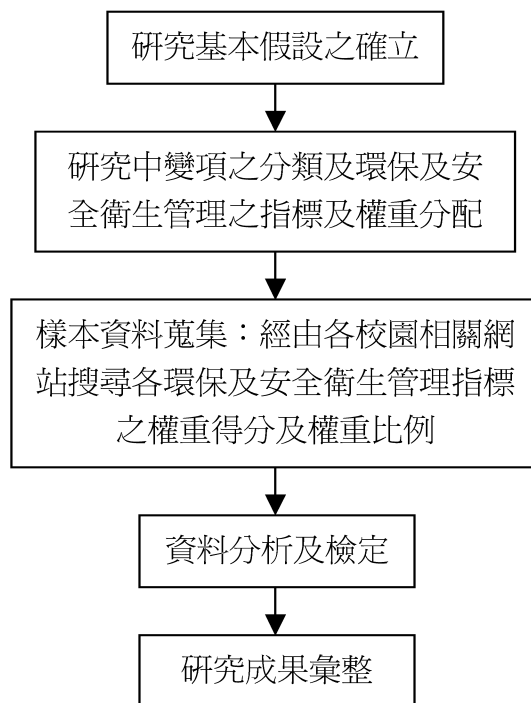 研究基本假設之確立
研究中變項之分類及環保及安
全衛生管理之指標及權重分配
樣本資料蒐集：經由各校園相關網
站搜尋各環保及安全衛生管理指標
之權重得分及權重比例
資料分析及檢定
研究成果彙整